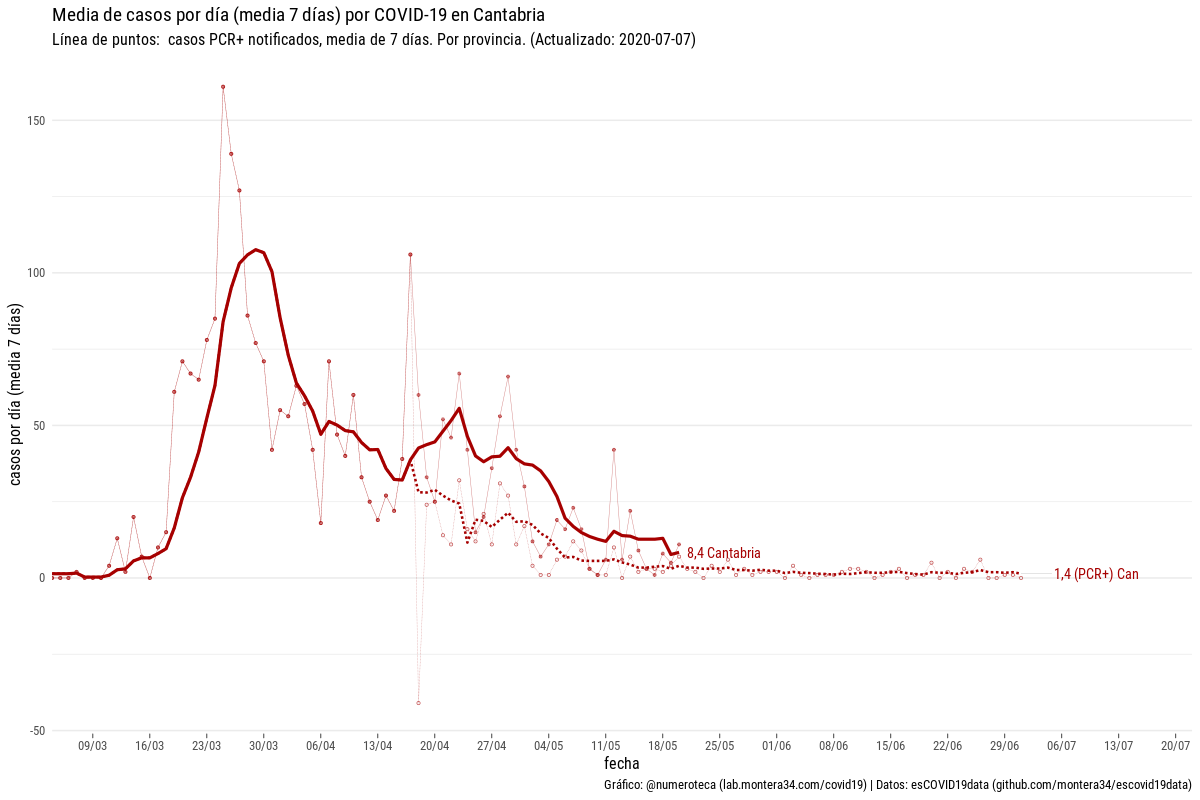 Media de casos por día (media 7 días) por COVID-19 en Cantabria
Línea de puntos:  casos PCR+ notificados, media de 7 días. Por provincia. (Actualizado: 2020-07-07)
casos por día (media 7 días)
150
100
50
0
-50
8,4 Cantabria
1,4 (PCR+) Can
09/03 16/03 23/03 30/03 06/04 13/04 20/04 27/04 04/05 11/05 18/05 25/05 01/06 08/06 15/06 22/06 29/06 06/07 13/07 20/07
fecha
Gráfico: @numeroteca (lab.montera34.com/covid19) | Datos: esCOVID19data (github.com/montera34/escovid19data)